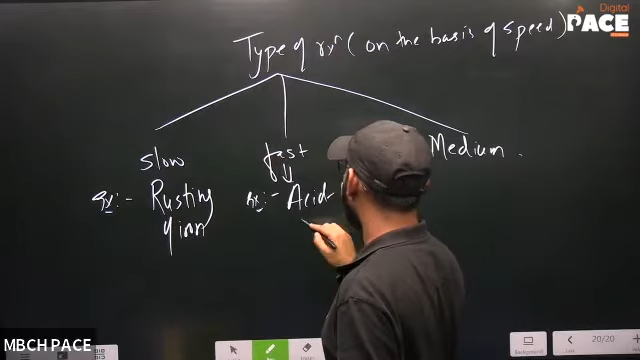 Digital
PACE
Type of rxn (on the basis of speed)
slow
fast
Medium.
ex:- Rusting
of iron
ex:- Acid
MBCH PACE
Background
20/20